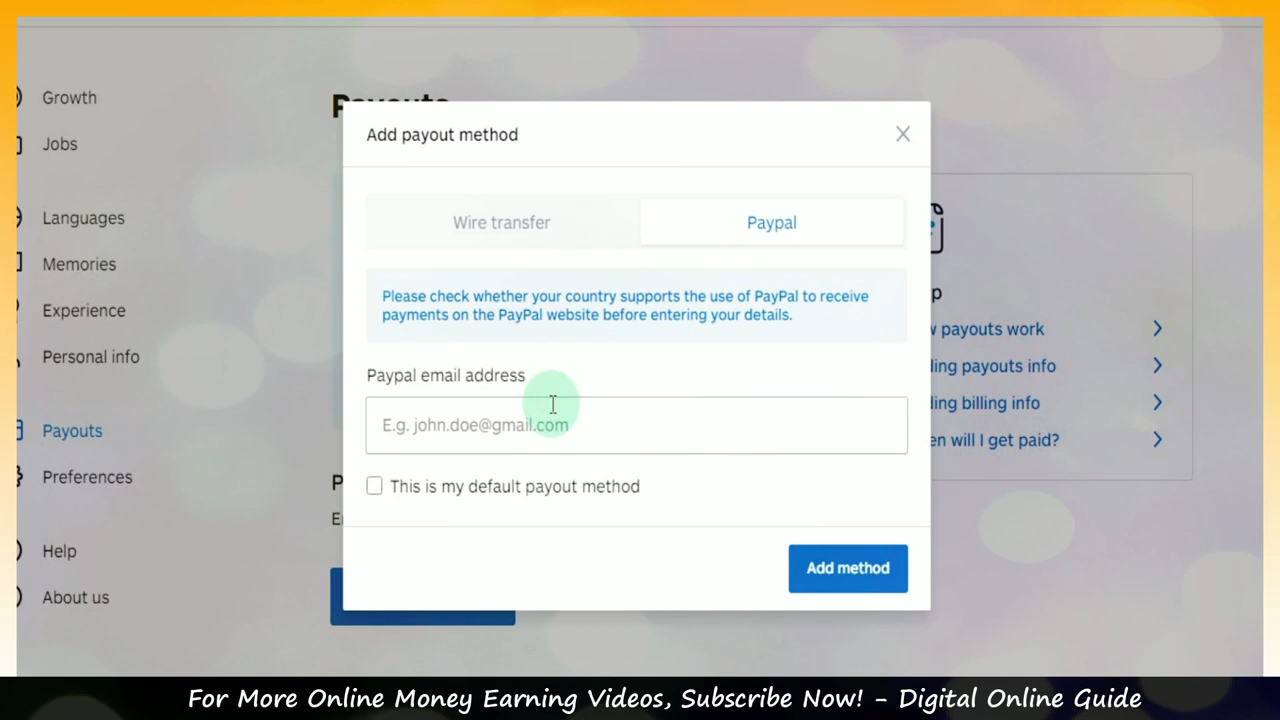 Growth
Jobs
Languages
Memories
Experience
Personal info
Payouts
Preferences
Help
About us
Payouts
Add payout method
Wire transfer
Paypal
Please check whether your country supports the use of PayPal to receive
payments on the PayPal website before entering your details.
Paypal email address
E.g. john.doe@gmail.com
This is my default payout method
Add method
payouts work
payouts info
billing info
will I get paid?
For More Online Money Earning Videos, Subscribe Now! - Digital Online Guide